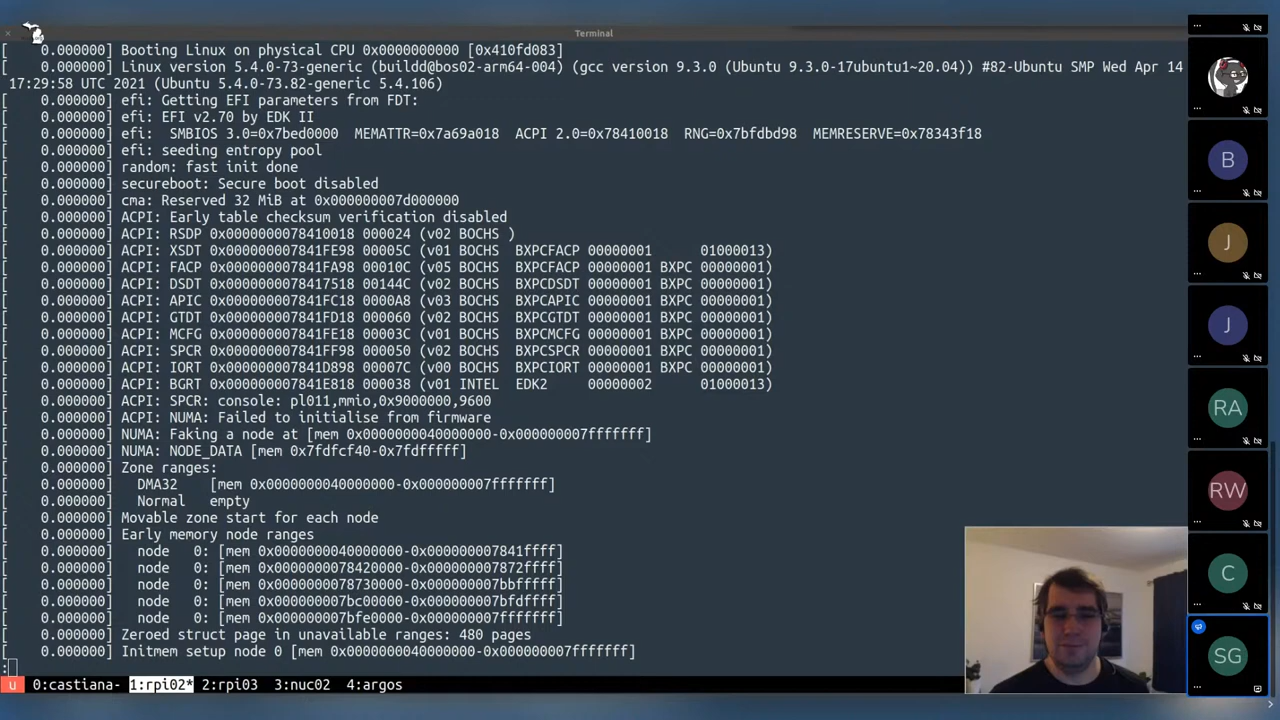 Terminal
[    0.000000] Booting Linux on physical CPU 0x0000000000 [0x410fd083]
[    0.000000] Linux version 5.4.0-73-generic (buildd@bos02-arm64-004) (gcc version 9.3.0 (Ubuntu 9.3.0-17ubuntu1~20.04)) #82-Ubuntu SMP Wed Apr 14
17:29:58 UTC 2021 (Ubuntu 5.4.0-73.82-generic 5.4.106)
[    0.000000] efi: Getting EFI parameters from FDT:
[    0.000000] efi: EFI v2.70 by EDK II
[    0.000000] efi:  SMBIOS 3.0=0x7bed0000  MEMATTR=0x7a69a018  ACPI 2.0=0x78410018  RNG=0x7bfdbd98  MEMRESERVE=0x78343f18
[    0.000000] efi: seeding entropy pool
[    0.000000] random: fast init done
[    0.000000] secureboot: Secure boot disabled
[    0.000000] cma: Reserved 32 MiB at 0x000000007d000000
[    0.000000] ACPI: Early table checksum verification disabled
[    0.000000] ACPI: RSDP 0x0000000078410018 000024 (v02 BOCHS )
[    0.000000] ACPI: XSDT 0x000000007841FE98 00005C (v01 BOCHS  BXPCFACP 00000001      01000013)
[    0.000000] ACPI: FACP 0x000000007841FA98 00010C (v05 BOCHS  BXPCFACP 00000001 BXPC 00000001)
[    0.000000] ACPI: DSDT 0x0000000078417518 00144C (v02 BOCHS  BXPCDSDT 00000001 BXPC 00000001)
[    0.000000] ACPI: APIC 0x000000007841FC18 0000A8 (v03 BOCHS  BXPCAPIC 00000001 BXPC 00000001)
[    0.000000] ACPI: GTDT 0x000000007841FD18 000060 (v02 BOCHS  BXPCGTDT 00000001 BXPC 00000001)
[    0.000000] ACPI: MCFG 0x000000007841FE18 00003C (v01 BOCHS  BXPCMCFG 00000001 BXPC 00000001)
[    0.000000] ACPI: SPCR 0x000000007841FF98 000050 (v02 BOCHS  BXPCSPCR 00000001 BXPC 00000001)
[    0.000000] ACPI: IORT 0x000000007841D898 00007C (v00 BOCHS  BXPCIORT 00000001 BXPC 00000001)
[    0.000000] ACPI: BGRT 0x000000007841E818 000038 (v01 INTEL  EDK2     00000002      01000013)
[    0.000000] ACPI: SPCR: console: pl011,mmio,0x9000000,9600
[    0.000000] ACPI: NUMA: Failed to initialise from firmware
[    0.000000] NUMA: Faking a node at [mem 0x0000000040000000-0x000000007fffffff]
[    0.000000] NUMA: NODE_DATA [mem 0x7fdfcf40-0x7fdfffff]
[    0.000000] Zone ranges:
[    0.000000]   DMA32    [mem 0x0000000040000000-0x000000007fffffff]
[    0.000000]   Normal   empty
[    0.000000] Movable zone start for each node
[    0.000000] Early memory node ranges
[    0.000000]   node   0: [mem 0x0000000040000000-0x000000007841ffff]
[    0.000000]   node   0: [mem 0x0000000078420000-0x000000007872ffff]
[    0.000000]   node   0: [mem 0x0000000078730000-0x000000007bbfffff]
[    0.000000]   node   0: [mem 0x000000007bc00000-0x000000007bfdffff]
[    0.000000]   node   0: [mem 0x000000007bfe0000-0x000000007fffffff]
[    0.000000] Zeroed struct page in unavailable ranges: 480 pages
[    0.000000] Initmem setup node 0 [mem 0x0000000040000000-0x000000007fffffff]
:
u 0:castiana- 1:rpi02* 2:rpi03  3:nuc02  4:argos
B
J
J
RA
RW
C
SG